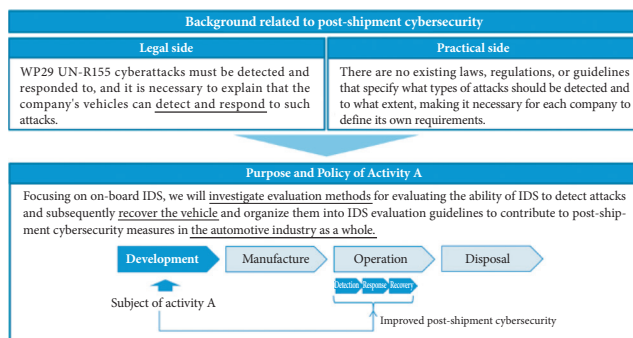 Background related to post-shipment cybersecurity
Legal side
WP29 UN-R155 cyberattacks must be detected and
responded to, and it is necessary to explain that the
company's vehicles can detect and respond to such
attacks.
Practical side
There are no existing laws, regulations, or guidelines
that specify what types of attacks should be detected and
to what extent, making it necessary for each company to
define its own requirements.
Purpose and Policy of Activity A
Focusing on on-board IDS, we will investigate evaluation methods for evaluating the ability of IDS to detect attacks
and subsequently recover the vehicle and organize them into IDS evaluation guidelines to contribute to post-ship-
ment cybersecurity measures in the automotive industry as a whole.
Development
Manufacture
Operation
Disposal
Detection
Response
Recovery
Subject of activity A
Improved post-shipment cybersecurity